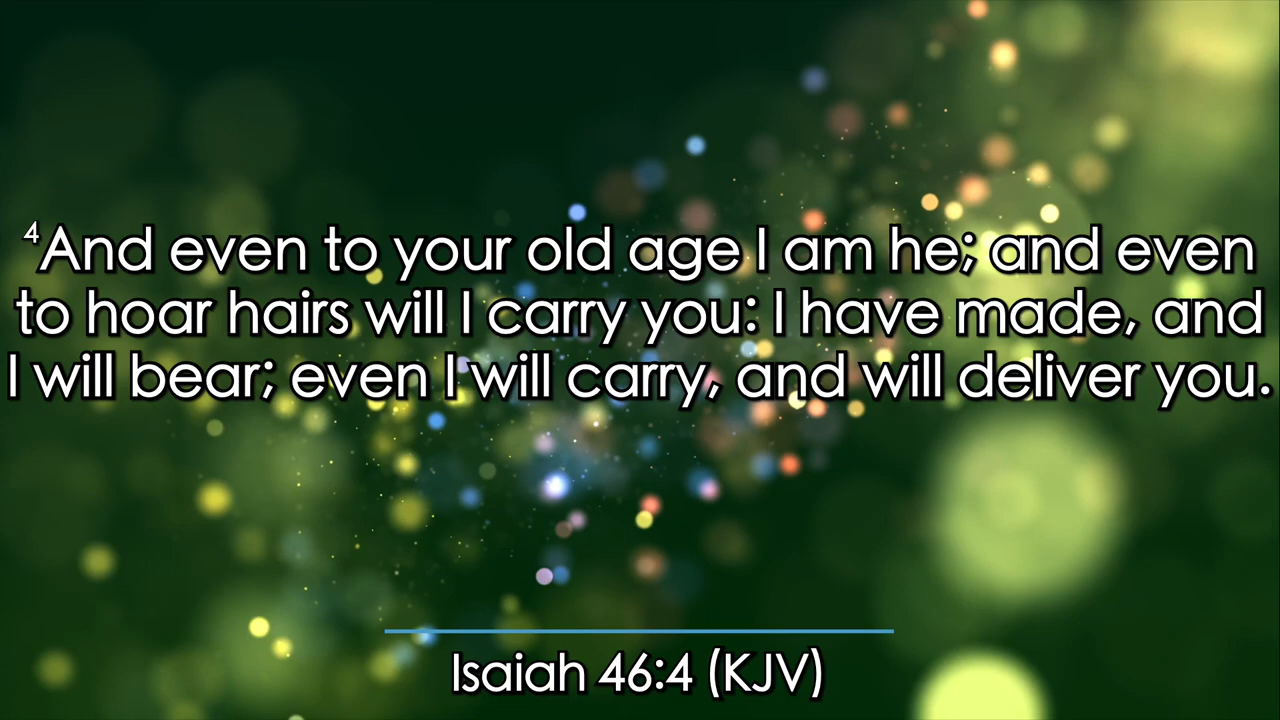 ⁴And even to your old age I am he; and even
to hoar hairs will I carry you: I have made, and
I will bear; even I will carry, and will deliver you.
Isaiah 46:4 (KJV)